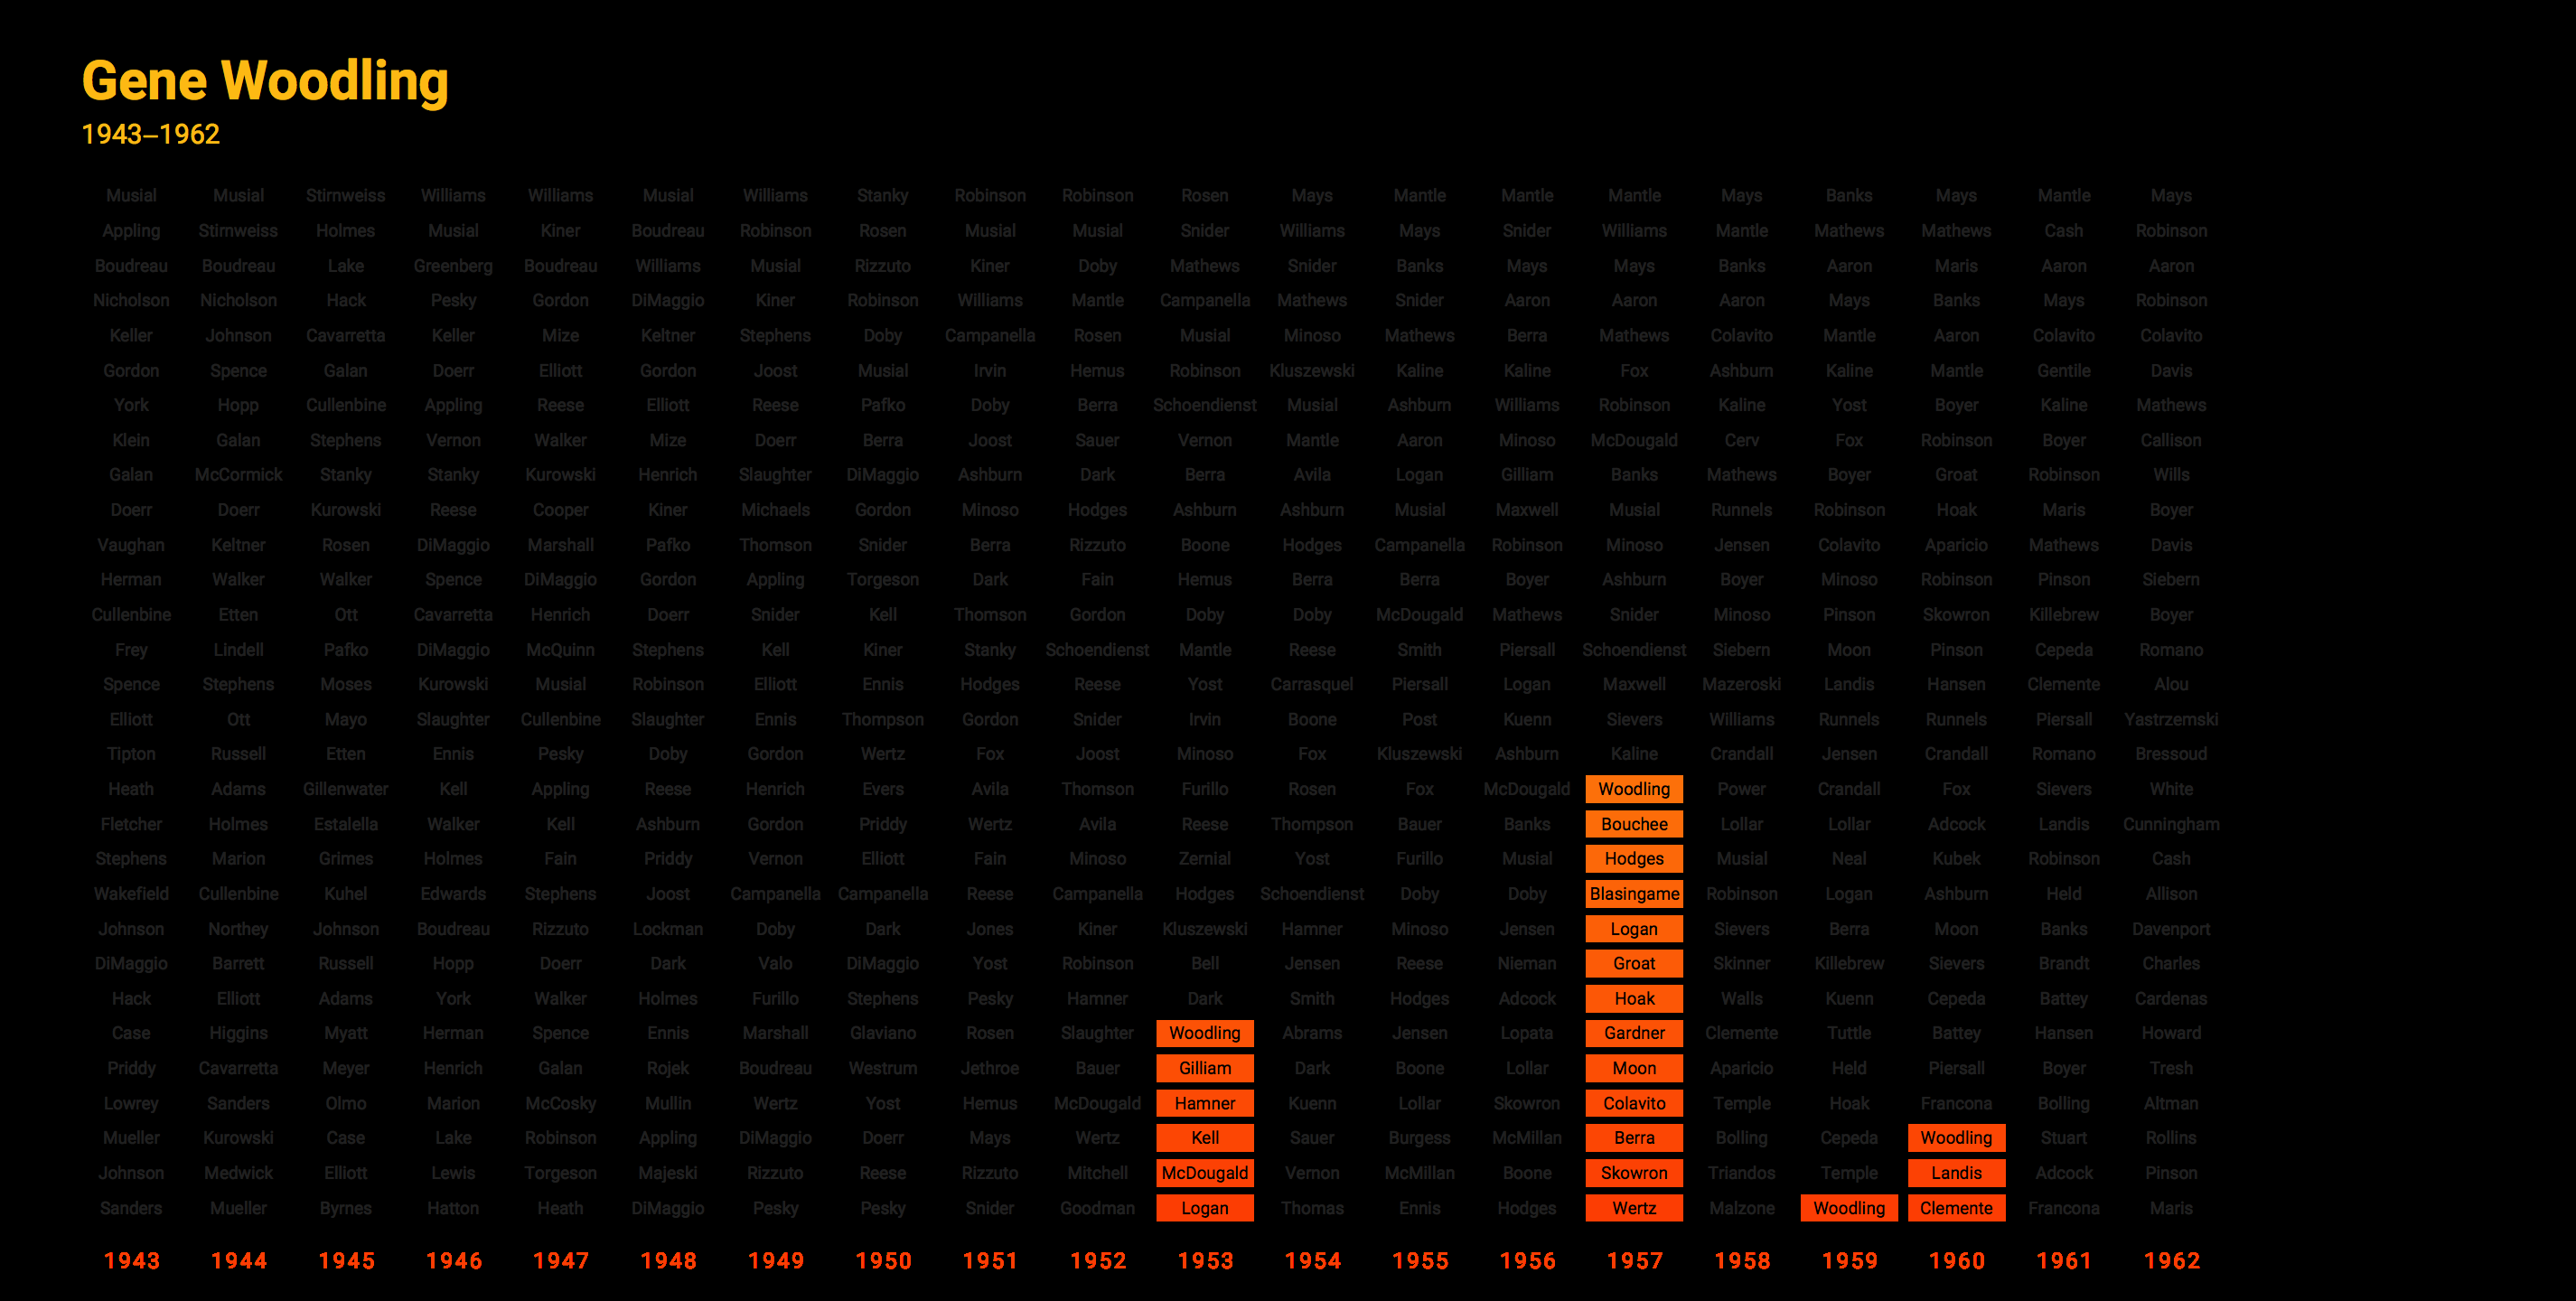 Gene Woodling
1943–1962
Musial Musial Stirnweiss Williams Williams Musial Williams Stanky Robinson Robinson Rosen Mays Mantle Mantle Mantle Mays Banks Mays Mantle Mays
Appling Stirnweiss Holmes Musial Kiner Boudreau Robinson Rosen Musial Musial Snider Williams Mays Snider Williams Mantle Mathews Mathews Cash Robinson
Boudreau Boudreau Lake Greenberg Boudreau Williams Musial Rizzuto Kiner Doby Mathews Snider Banks Mays Mays Banks Aaron Maris Aaron Aaron
Nicholson Nicholson Hack Pesky Gordon DiMaggio Kiner Robinson Williams Mantle Campanella Mathews Snider Aaron Aaron Aaron Mays Banks Mays Robinson
Keller Johnson Cavarretta Keller Mize Keltner Stephens Doby Campanella Rosen Musial Minoso Mathews Berra Mathews Colavito Mantle Aaron Colavito Colavito
Gordon Spence Galan Doerr Elliott Gordon Joost Musial Irvin Hemus Robinson Kluszewski Kaline Kaline Fox Ashburn Kaline Mantle Gentile Davis
York Hopp Cullenbine Appling Reese Elliott Reese Pafko Doby Berra Schoendienst Musial Ashburn Williams Robinson Kaline Yost Boyer Kaline Mathews
Klein Galan Stephens Vernon Walker Mize Doerr Berra Joost Sauer Vernon Mantle Aaron Minoso McDougald Cerv Fox Robinson Boyer Callison
Galan McCormick Stanky Stanky Kurowski Henrich Slaughter DiMaggio Ashburn Dark Berra Avila Logan Gilliam Banks Mathews Boyer Groat Robinson Wills
Doerr Doerr Kurowski Reese Cooper Kiner Michaels Gordon Minoso Hodges Ashburn Ashburn Musial Maxwell Musial Runnels Robinson Hoak Maris Boyer
Vaughan Keltner Rosen DiMaggio Marshall Pafko Thomson Snider Berra Rizzuto Boone Hodges Campanella Robinson Minoso Jensen Colavito Aparicio Mathews Davis
Herman Walker Walker Spence DiMaggio Gordon Appling Torgeson Dark Fain Hemus Berra Berra Boyer Ashburn Boyer Minoso Robinson Pinson Siebern
Cullenbine Etten Ott Cavarretta Henrich Doerr Snider Kell Thomson Gordon Doby Doby McDougald Mathews Snider Minoso Pinson Skowron Killebrew Boyer
Frey Lindell Pafko DiMaggio McQuinn Stephens Kell Kiner Stanky Schoendienst Mantle Reese Smith Piersall Schoendienst Siebern Moon Pinson Cepeda Romano
Spence Stephens Moses Kurowski Musial Robinson Elliott Ennis Hodges Reese Yost Carrasquel Piersall Logan Maxwell Mazeroski Landis Hansen Clemente Alou
Elliott Ott Mayo Slaughter Cullenbine Slaughter Ennis Thompson Gordon Snider Irvin Boone Post Kuenn Sievers Williams Runnels Runnels Piersall Yastrzemski
Tipton Russell Etten Ennis Pesky Doby Gordon Wertz Fox Joost Minoso Fox Kluszewski Ashburn Kaline Crandall Jensen Crandall Romano Bressoud
Heath Adams Gillenwater Kell Appling Reese Henrich Evers Avila Thomson Furillo Rosen Fox McDougald Woodling Power Crandall Fox Sievers White
Fletcher Holmes Estalella Walker Kell Ashburn Gordon Priddy Wertz Avila Reese Thompson Bauer Banks Bouchee Lollar Lollar Adcock Landis Cunningham
Stephens Marion Grimes Holmes Fain Priddy Vernon Elliott Fain Minoso Zernial Yost Furillo Musial Hodges Musial Neal Kubek Robinson Cash
Wakefield Cullenbine Kuhel Edwards Stephens Joost Campanella Campanella Reese Campanella Hodges Schoendienst Doby Doby Blasingame Robinson Logan Ashburn Held Allison
Johnson Northey Johnson Boudreau Rizzuto Lockman Doby Dark Jones Kiner Kluszewski Hamner Minoso Jensen Logan Sievers Berra Moon Banks Davenport
DiMaggio Barrett Russell Hopp Doerr Dark Valo DiMaggio Yost Robinson Bell Jensen Reese Nieman Groat Skinner Killebrew Sievers Brandt Charles
Hack Elliott Adams York Walker Holmes Furillo Stephens Pesky Hamner Dark Smith Hodges Adcock Hoak Walls Kuenn Cepeda Battey Cardenas
Case Higgins Myatt Herman Spence Ennis Marshall Glaviano Rosen Slaughter Woodling Abrams Jensen Lopata Gardner Clemente Tuttle Battey Hansen Howard
Priddy Cavarretta Meyer Henrich Galan Rojek Boudreau Westrum Jethroe Bauer Gilliam Dark Boone Lollar Moon Aparicio Held Piersall Boyer Tresh
Lowrey Sanders Olmo Marion McCosky Mullin Wertz Yost Hemus McDougald Hamner Kuenn Lollar Skowron Colavito Temple Hoak Francona Bolling Altman
Mueller Kurowski Case Lake Robinson Appling DiMaggio Doerr Mays Wertz Kell Sauer Burgess McMillan Berra Bolling Cepeda Woodling Stuart Rollins
Johnson Medwick Elliott Lewis Torgeson Majeski Rizzuto Reese Rizzuto Mitchell McDougald Vernon McMillan Boone Skowron Triandos Temple Landis Adcock Pinson
Sanders Mueller Byrnes Hatton Heath DiMaggio Pesky Pesky Snider Goodman Logan Thomas Ennis Hodges Wertz Malzone Woodling Clemente Francona Maris
1943 1944 1945 1946 1947 1948 1949 1950 1951 1952 1953 1954 1955 1956 1957 1958 1959 1960 1961 1962